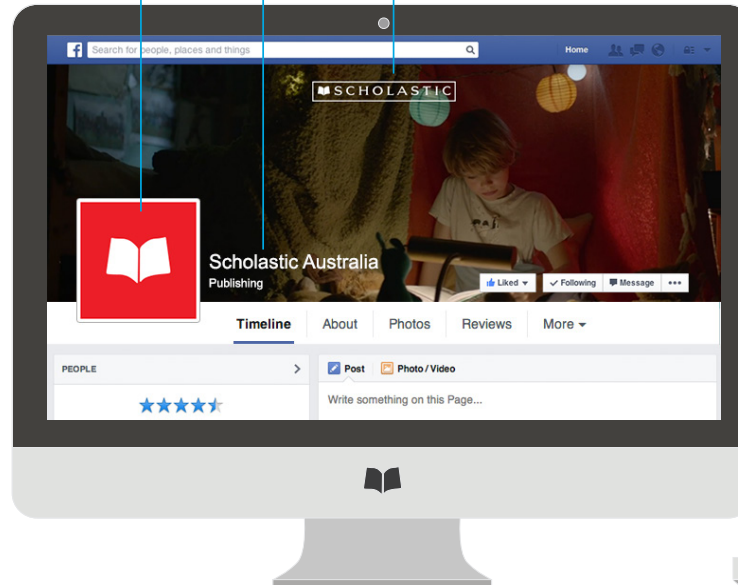 f Search for people, places and things Home
SCHOLASTIC
Scholastic Australia
Publishing
Liked Following Message •••
Timeline About Photos Reviews More
PEOPLE
Post Photo / Video
Write something on this Page...